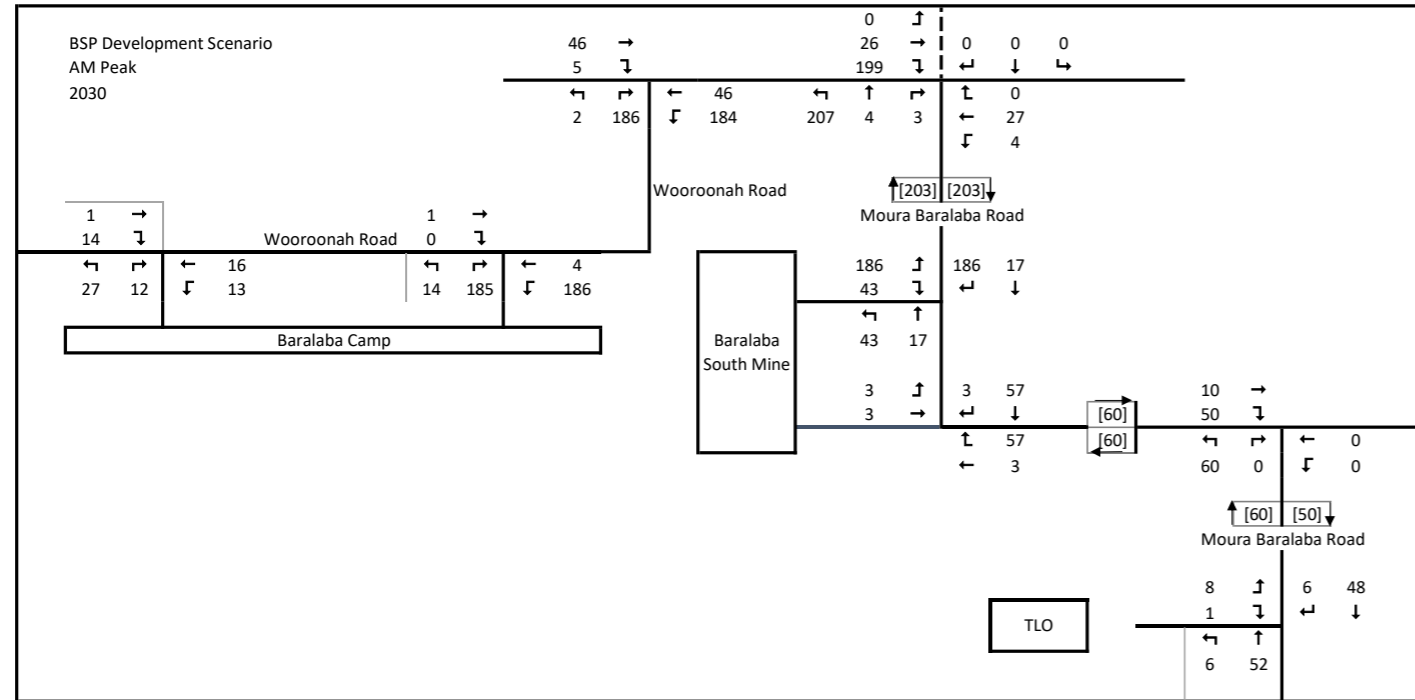 0 ⮥
BSP Development Scenario 46 → 26 → 0 0 0
AM Peak 5 ↴ 199 ↴ ↵ ↓ ↳
2030 ↰ ↱ ← 46 ↰ ↑ ↱ ↥ 0
2 186 ↓ 184 207 4 3 ← 27
↓ 4
Wooroonah Road [203] [203]
1 → 1 → Moura Baralaba Road
14 ↴ Wooroonah Road 0 ↴
↰ ↱ ← 16 ↰ ↱ ← 4 186 ⮥ 186 17
27 12 ↓ 13 14 185 ↓ 186 43 ↴ ↵ ↓
↰ ↑
Baralaba Camp Baralaba 43 17
South Mine
3 ⮥ 3 57 10 →
3 → ↵ ↓ [60] 50 ↴
↥ 57 [60] ↰ ↱ ← 0
← 3 60 0 ↓ 0
[60] [50]
Moura Baralaba Road
8 ⮥ 6 48
TLO 1 ↴ ↵ ↓
↰ ↑
6 52